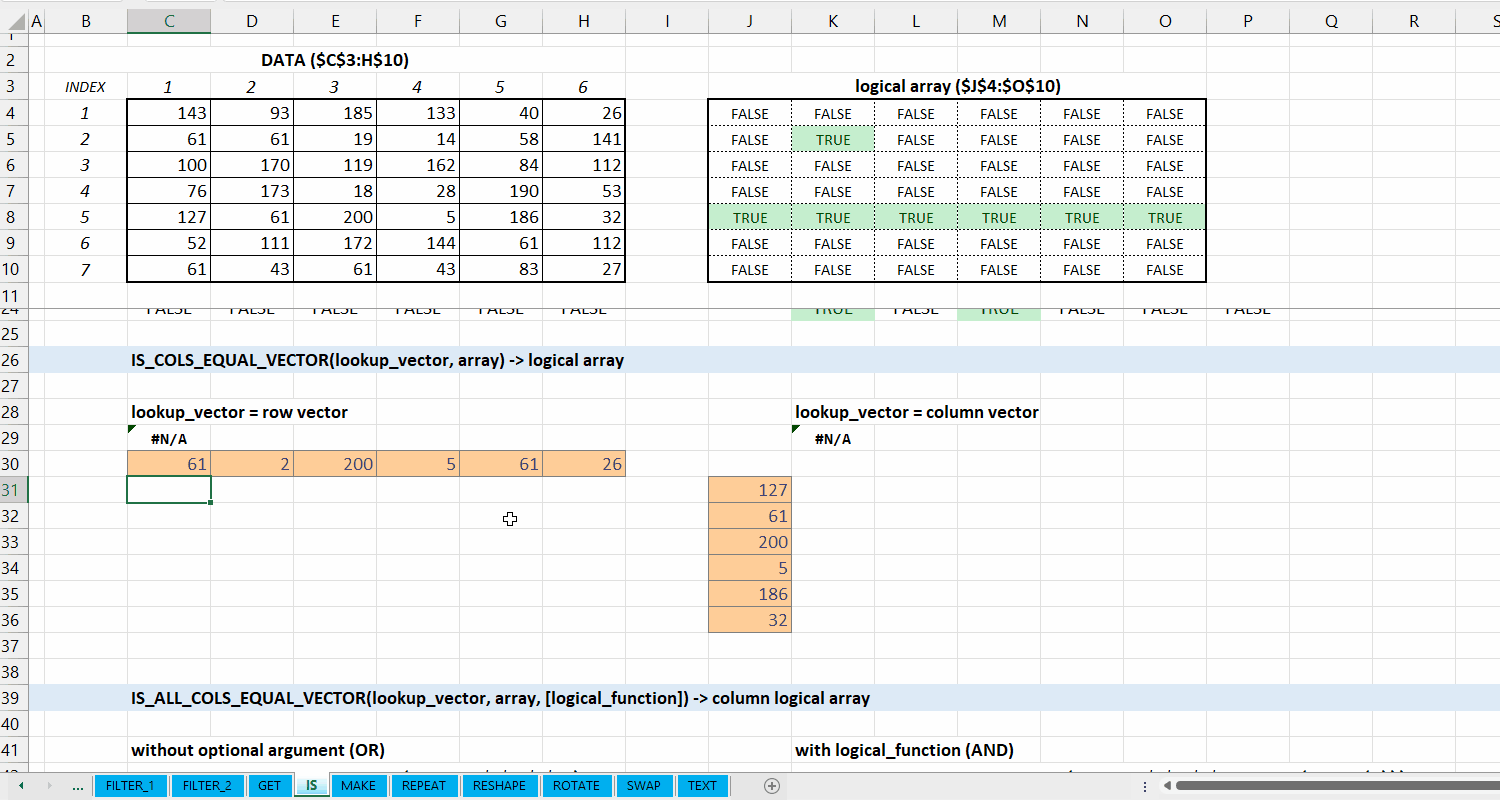 A B C D E F G H I J K L M N O P Q R S
1
2 DATA ($C$3:H$10)
3 INDEX 1 2 3 4 5 6 logical array ($J$4:$O$10)
4 1 143 93 185 133 40 26 FALSE FALSE FALSE FALSE FALSE FALSE
5 2 61 61 19 14 58 141 FALSE TRUE FALSE FALSE FALSE FALSE
6 3 100 170 119 162 84 112 FALSE FALSE FALSE FALSE FALSE FALSE
7 4 76 173 18 28 190 53 FALSE FALSE FALSE FALSE FALSE FALSE
8 5 127 61 200 5 186 32 TRUE TRUE TRUE TRUE TRUE TRUE
9 6 52 111 172 144 61 112 FALSE FALSE FALSE FALSE FALSE FALSE
10 7 61 43 61 43 83 27 FALSE FALSE FALSE FALSE FALSE FALSE
11
24 FALSE FALSE FALSE FALSE FALSE FALSE TRUE FALSE TRUE FALSE FALSE FALSE
25
26 IS_COLS_EQUAL_VECTOR(lookup_vector, array) -> logical array
27
28 lookup_vector = row vector lookup_vector = column vector
29 #N/A #N/A
30 61 2 200 5 61 26
31 127
32 61
33 200
34 5
35 186
36 32
37
38
39 IS_ALL_COLS_EQUAL_VECTOR(lookup_vector, array, [logical_function]) -> column logical array
40
41 without optional argument (OR) with logical_function (AND)
... FILTER_1 FILTER_2 GET IS MAKE REPEAT RESHAPE ROTATE SWAP TEXT